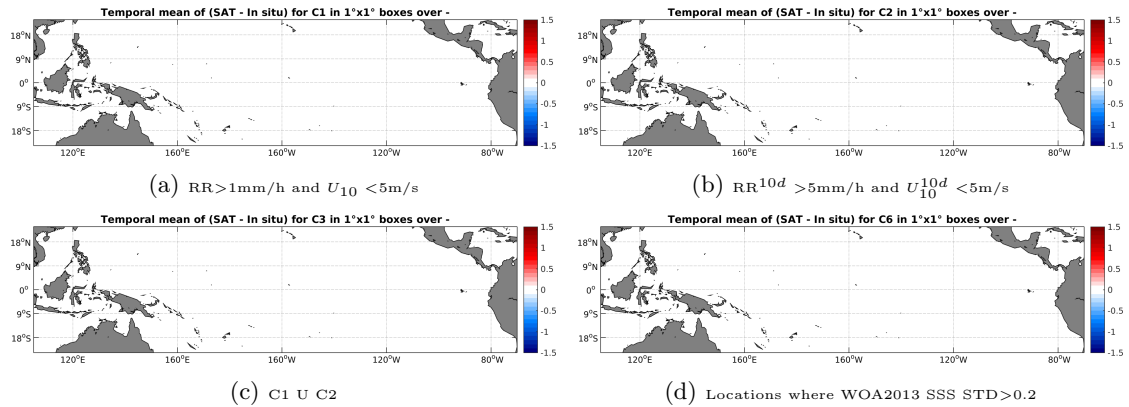 Temporal mean of (SAT - In situ) for C1 in 1°x1° boxes over -
18°N
9°N
0°
9°S
18°S
120°E
160°E
160°W
120°W
80°W
1.5
1
0.5
0
-0.5
-1
-1.5
(a) RR>1mm/h and U10 <5m/s
Temporal mean of (SAT - In situ) for C2 in 1°x1° boxes over -
18°N
9°N
0°
9°S
18°S
120°E
160°E
160°W
120°W
80°W
1.5
1
0.5
0
-0.5
-1
-1.5
(b) RR^10d >5mm/h and U10^10d <5m/s
Temporal mean of (SAT - In situ) for C3 in 1°x1° boxes over -
18°N
9°N
0°
9°S
18°S
120°E
160°E
160°W
120°W
80°W
1.5
1
0.5
0
-0.5
-1
-1.5
(c) C1 U C2
Temporal mean of (SAT - In situ) for C6 in 1°x1° boxes over -
18°N
9°N
0°
9°S
18°S
120°E
160°E
160°W
120°W
80°W
1.5
1
0.5
0
-0.5
-1
-1.5
(d) Locations where WOA2013 SSS STD>0.2